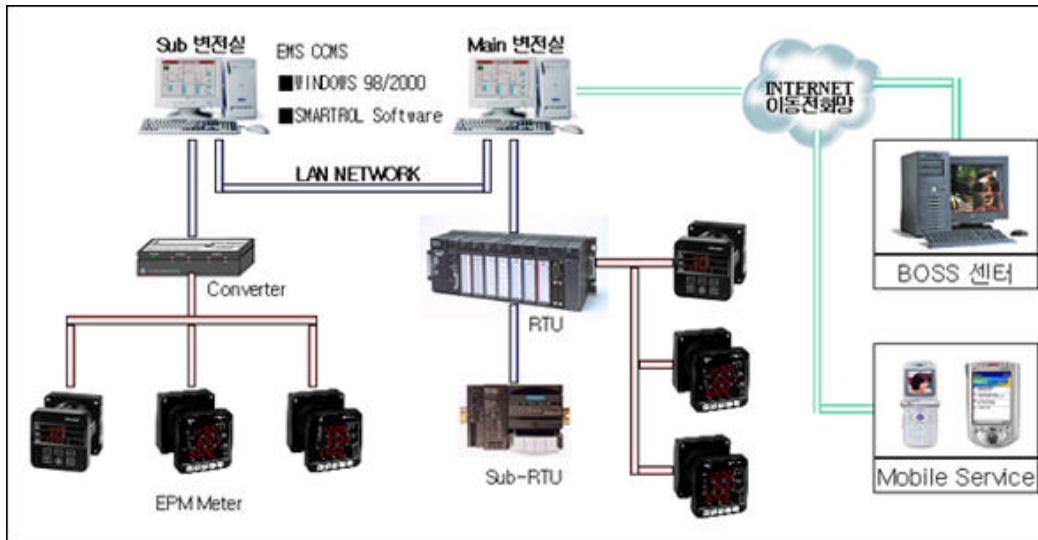 Sub 변전실
EMS CCMS
■WINDOWS 98/2000
■SMARTROL Software
Main 변전실
INTERNET
이동전화망
LAN NETWORK
Converter
RTU
BOSS 센터
EPM Meter
Sub-RTU
Mobile Service